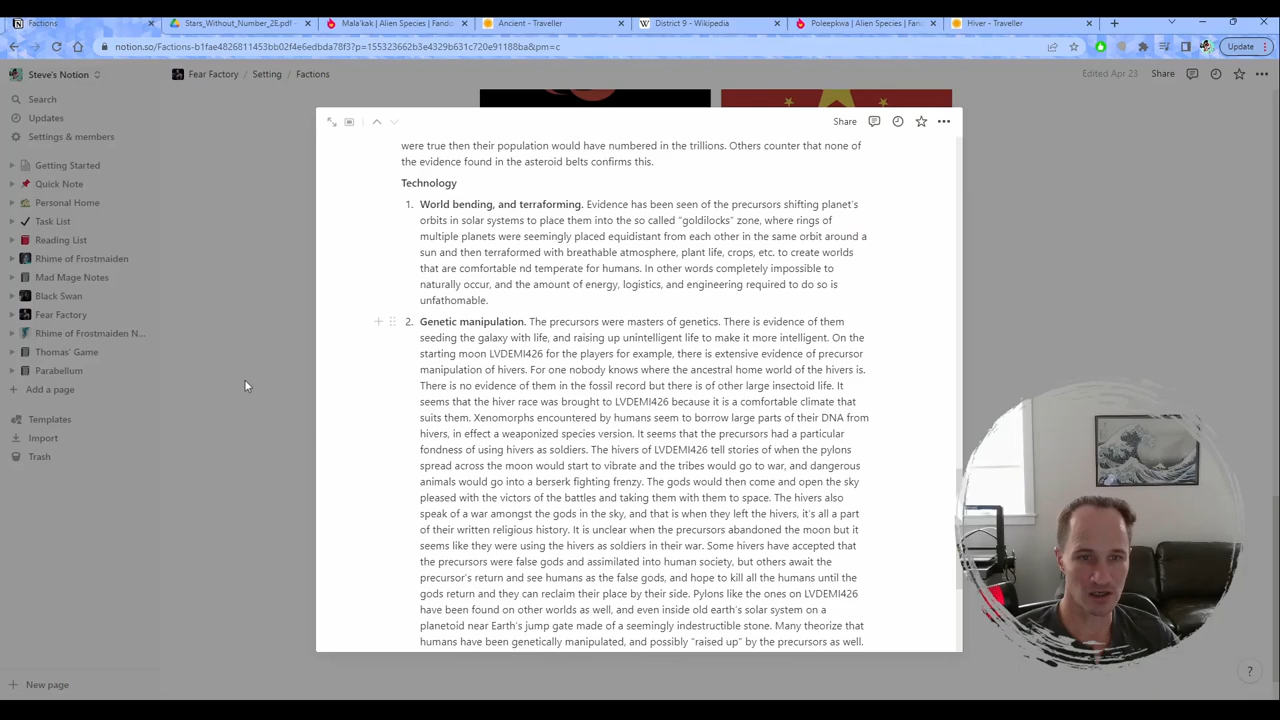 Factions
Stars_Without_Number_2E.pdf -
Mala'kak | Alien Species | Fando
Ancient - Traveller
District 9 - Wikipedia
Poleepkwa | Alien Species | Fand
Hiver - Traveller
notion.so/Factions-b1fae4826811453bb02f4e6edbda78f3?p=155323662b3e4329b631c720e91188ba&pm=c
Update
Steve's Notion
Fear Factory / Setting / Factions
Edited Apr 23
Share
Search
Updates
Settings & members
Getting Started
Quick Note
Personal Home
Task List
Reading List
Rhime of Frostmaiden
Mad Mage Notes
Black Swan
Fear Factory
Rhime of Frostmaiden N...
Thomas' Game
Parabellum
Add a page
Templates
Import
Trash
New page
Share
were true then their population would have numbered in the trillions. Others counter that none of
the evidence found in the asteroid belts confirms this.
Technology
1. World bending, and terraforming. Evidence has been seen of the precursors shifting planet's
orbits in solar systems to place them into the so called "goldilocks" zone, where rings of
multiple planets were seemingly placed equidistant from each other in the same orbit around a
sun and then terraformed with breathable atmosphere, plant life, crops, etc. to create worlds
that are comfortable nd temperate for humans. In other words completely impossible to
naturally occur, and the amount of energy, logistics, and engineering required to do so is
unfathomable.
2. Genetic manipulation. The precursors were masters of genetics. There is evidence of them
seeding the galaxy with life, and raising up unintelligent life to make it more intelligent. On the
starting moon LVDEMI426 for the players for example, there is extensive evidence of precursor
manipulation of hivers. For one nobody knows where the ancestral home world of the hivers is.
There is no evidence of them in the fossil record but there is of other large insectoid life. It
seems that the hiver race was brought to LVDEMI426 because it is a comfortable climate that
suits them. Xenomorphs encountered by humans seem to borrow large parts of their DNA from
hivers, in effect a weaponized species version. It seems that the precursors had a particular
fondness of using hivers as soldiers. The hivers of LVDEMI426 tell stories of when the pylons
spread across the moon would start to vibrate and the tribes would go to war, and dangerous
animals would go into a berserk fighting frenzy. The gods would then come and open the sky
pleased with the victors of the battles and taking them with them to space. The hivers also
speak of a war amongst the gods in the sky, and that is when they left the hivers, it's all a part
of their written religious history. It is unclear when the precursors abandoned the moon but it
seems like they were using the hivers as soldiers in their war. Some hivers have accepted that
the precursors were false gods and assimilated into human society, but others await the
precursor's return and see humans as the false gods, and hope to kill all the humans until the
gods return and they can reclaim their place by their side. Pylons like the ones on LVDEMI426
have been found on other worlds as well, and even inside old earth's solar system on a
planetoid near Earth's jump gate made of a seemingly indestructible stone. Many theorize that
humans have been genetically manipulated, and possibly "raised up" by the precursors as well.